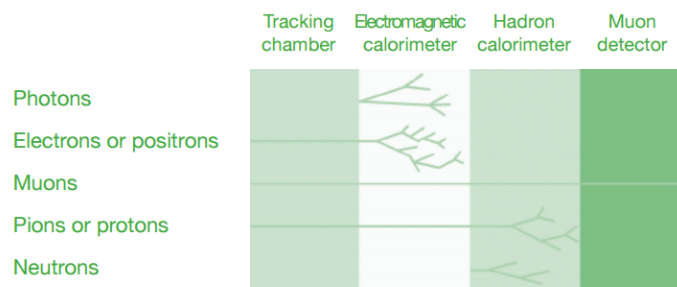 Tracking Electromagnetic Hadron Muon
chamber calorimeter calorimeter detector
Photons
Electrons or positrons
Muons
Pions or protons
Neutrons